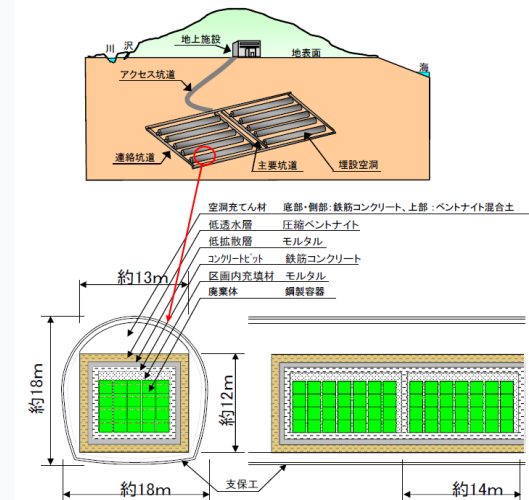 川 沢
地上施設
地表面
海
アクセス坑道
連絡坑道
主要坑道
埋設空洞
空洞充てん材 底部・側部:鉄筋コンクリート、上部:ベントナイト混合土
低透水層 圧縮ベントナイト
低拡散層 モルタル
コンクリートピット 鉄筋コンクリート
区画内充填材 モルタル
廃棄体 鋼製容器
約13m
約18m
約12m
約18m
支保工
約14m